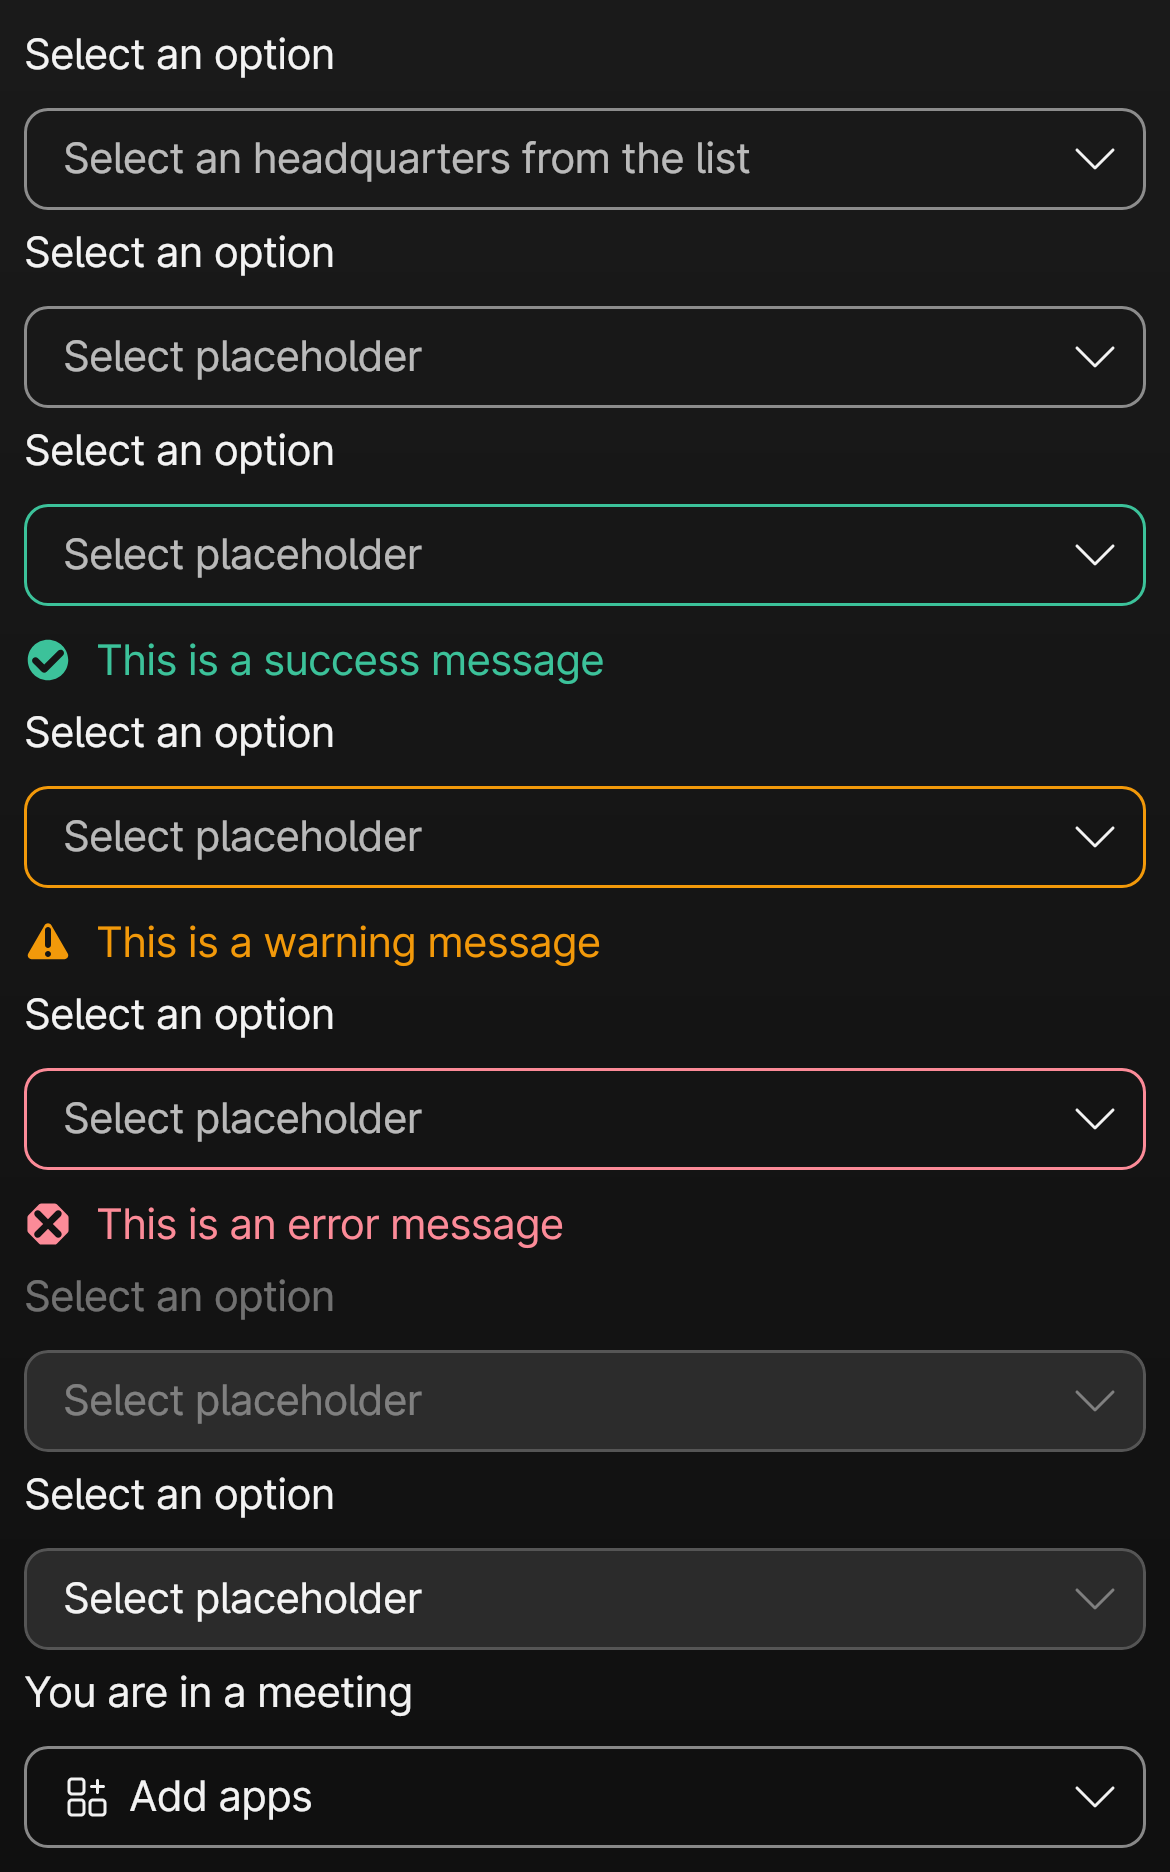 Select an option
Select an headquarters from the list
Select an option
Select placeholder
Select an option
Select placeholder
This is a success message
Select an option
Select placeholder
This is a warning message
Select an option
Select placeholder
This is an error message
Select an option
Select placeholder
Select an option
Select placeholder
You are in a meeting
Add apps